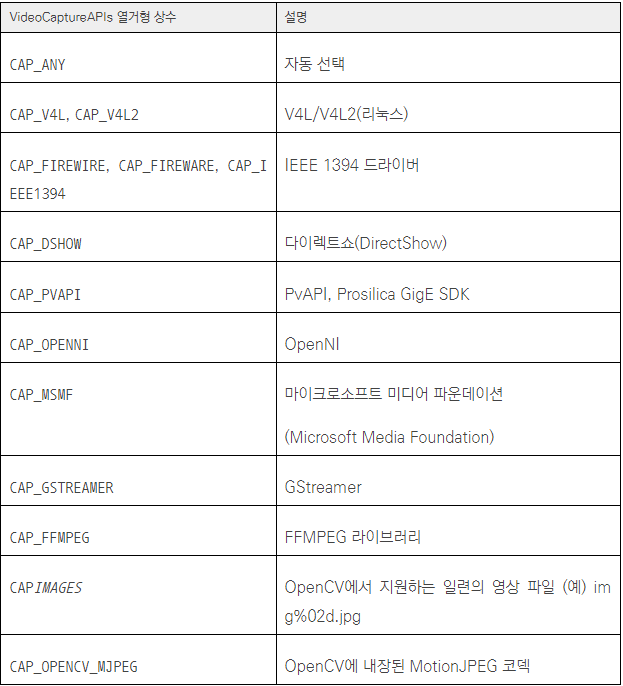 VideoCaptureAPIs 열거형 상수
설명
CAP_ANY
자동 선택
CAP_V4L, CAP_V4L2
V4L/V4L2(리눅스)
CAP_FIREWIRE, CAP_FIREWARE, CAP_I
EEE1394
IEEE 1394 드라이버
CAP_DSHOW
다이렉트쇼(DirectShow)
CAP_PVAPI
PvAPI, Prosilica GigE SDK
CAP_OPENNI
OpenNI
CAP_MSMF
마이크로소프트 미디어 파운데이션
(Microsoft Media Foundation)
CAP_GSTREAMER
GStreamer
CAP_FFMPEG
FFMPEG 라이브러리
CAPIMAGES
OpenCV에서 지원하는 일련의 영상 파일 (예) im
g%02d.jpg
CAP_OPENCV_MJPEG
OpenCV에 내장된 MotionJPEG 코덱